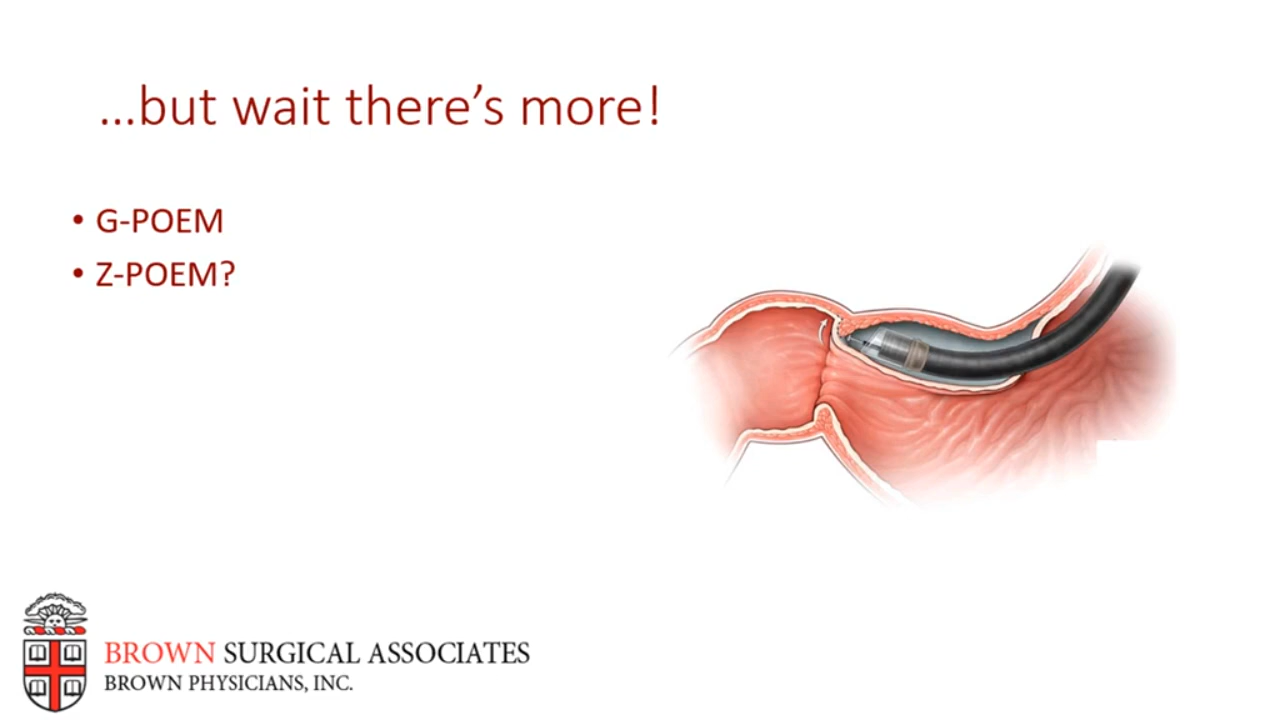 ...but wait there's more!
• G-POEM
• Z-POEM?
BROWN SURGICAL ASSOCIATES
BROWN PHYSICIANS, INC.